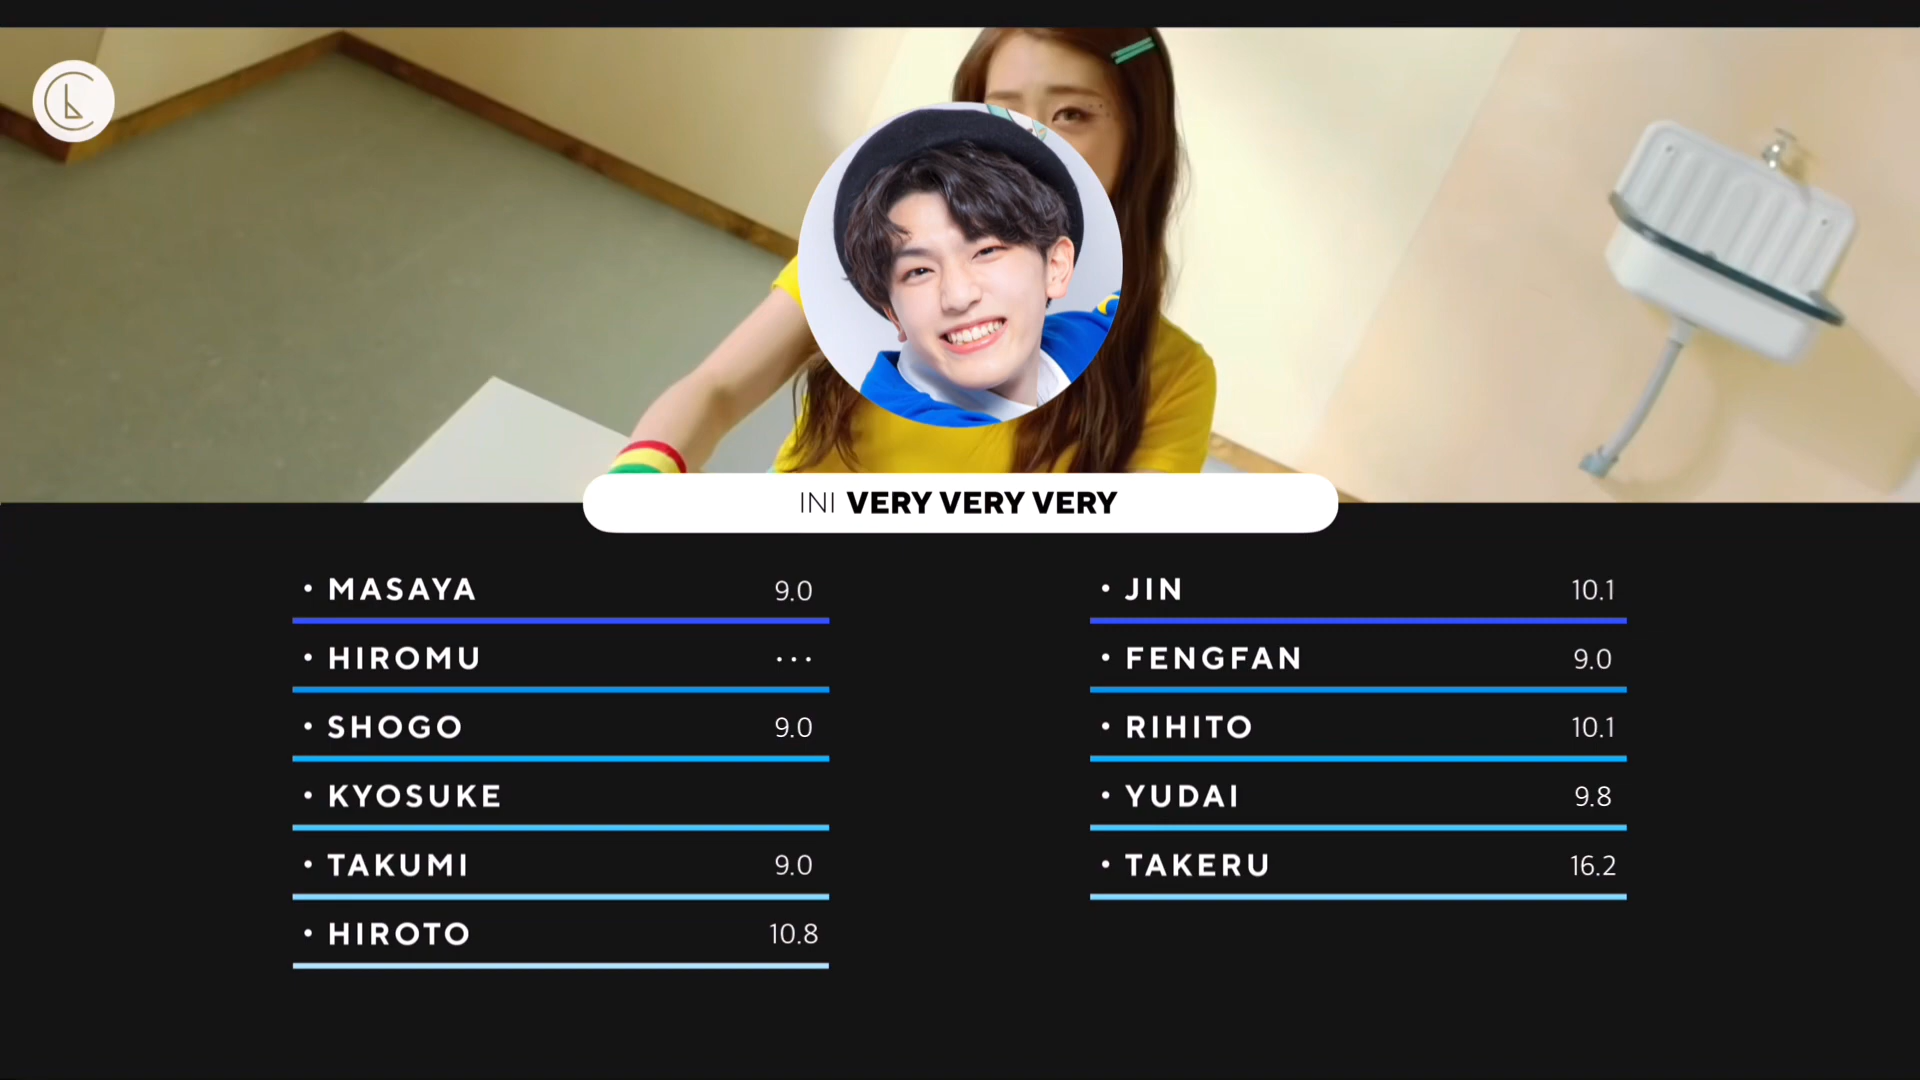 INI VERY VERY VERY
• MASAYA 9.0
• HIROMU ...
• SHOGO 9.0
• KYOSUKE
• TAKUMI 9.0
• HIROTO 10.8
• JIN 10.1
• FENGFAN 9.0
• RIHITO 10.1
• YUDAI 9.8
• TAKERU 16.2